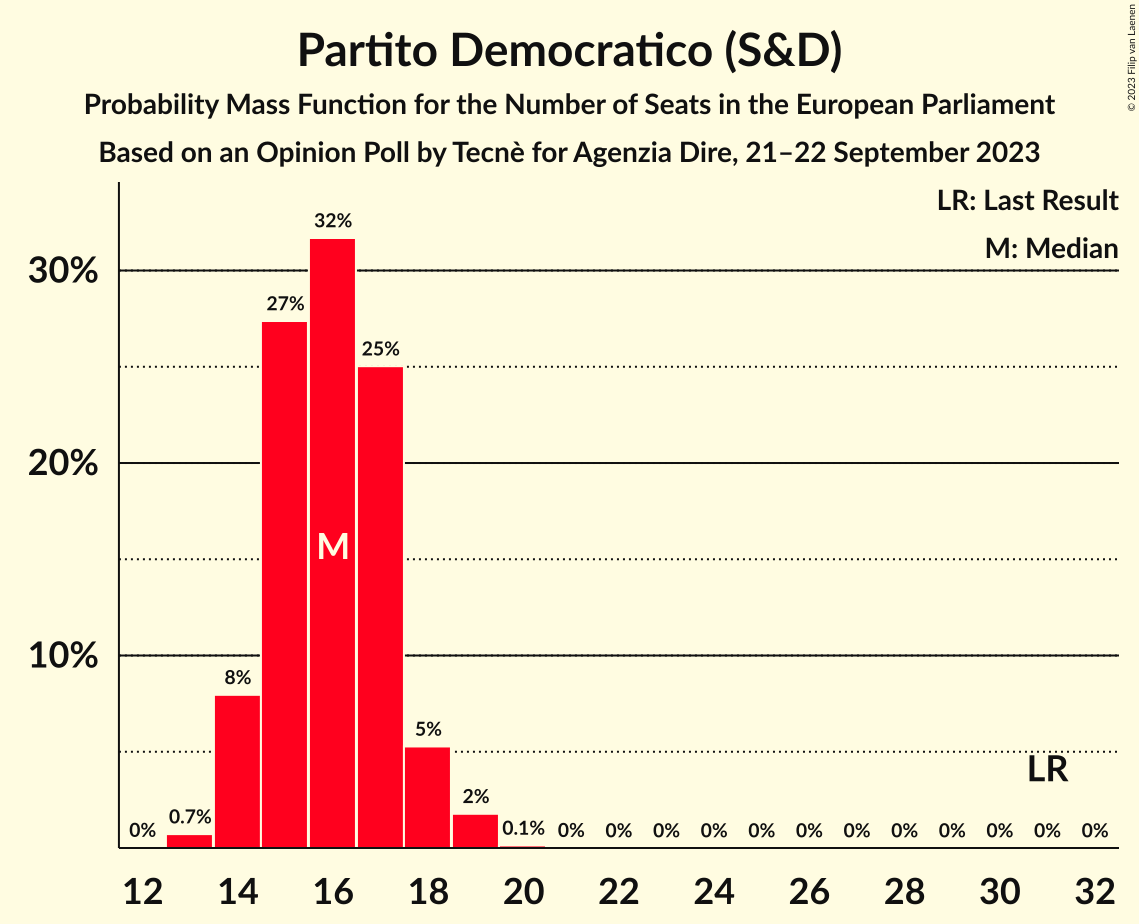 Partito Democratico (S&D)
Probability Mass Function for the Number of Seats in the European Parliament
Based on an Opinion Poll by Tecnè for Agenzia Dire, 21–22 September 2023
© 2023 Filip van Laenen
LR: Last Result
M: Median
30%
20%
10%
0% 0.7% 8% 27% 32% 25% 5% 2% 0.1% 0% 0% 0% 0% 0% 0% 0% 0% 0% 0% 0% 0%
M
LR
12 14 16 18 20 22 24 26 28 30 32